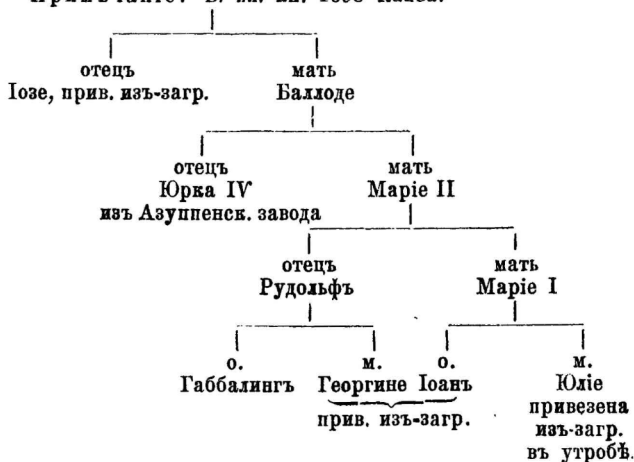 отецъ мать
Іозе, прив. изъ-загр. Баллоде
отецъ мать
Юрка IV Маріе II
изъ Азуппенск. завода
отецъ мать
Рудольфъ Маріе I
о. м. о. м.
Габбалингъ Георгине Іоанъ Юліе
прив. изъ-загр. привезена
изъ-загр.
въ утробѣ.